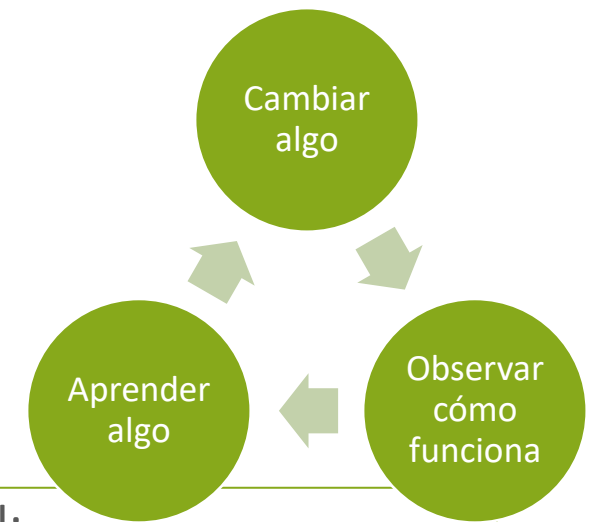 Cambiar
algo
Observar
cómo
funciona
Aprender
algo